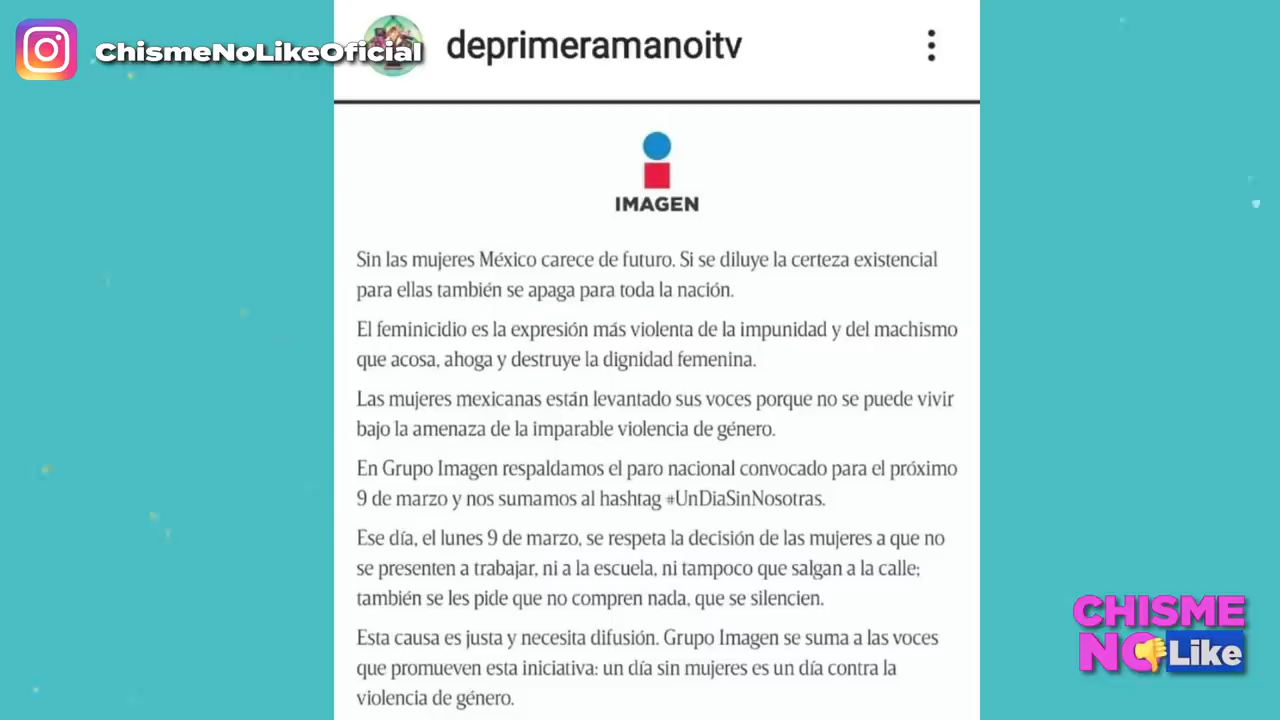 ChismeNoLikeOficial
deprimeramanoitv
IMAGEN
Sin las mujeres México carece de futuro. Si se diluye la certeza existencial
para ellas también se apaga para toda la nación.
El feminicidio es la expresión más violenta de la impunidad y del machismo
que acosa, ahoga y destruye la dignidad femenina.
Las mujeres mexicanas están levantado sus voces porque no se puede vivir
bajo la amenaza de la imparable violencia de género.
En Grupo Imagen respaldamos el paro nacional convocado para el próximo
9 de marzo y nos sumamos al hashtag #UnDiaSinNosotras.
Ese día, el lunes 9 de marzo, se respeta la decisión de las mujeres a que no
se presenten a trabajar, ni a la escuela, ni tampoco que salgan a la calle;
también se les pide que no compren nada, que se silencien.
Esta causa es justa y necesita difusión. Grupo Imagen se suma a las voces
que promueven esta iniciativa: un día sin mujeres es un día contra la
violencia de género.
CHISME
NO Like